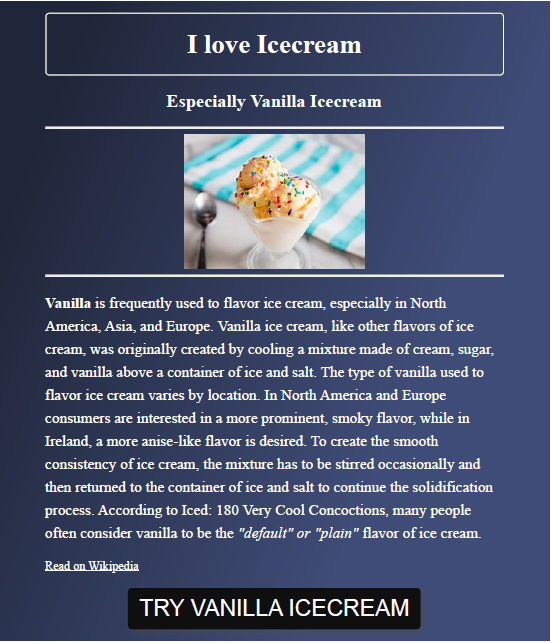 I love Icecream
Especially Vanilla Icecream
Vanilla is frequently used to flavor ice cream, especially in North
America, Asia, and Europe. Vanilla ice cream, like other flavors of ice
cream, was originally created by cooling a mixture made of cream, sugar,
and vanilla above a container of ice and salt. The type of vanilla used to
flavor ice cream varies by location. In North America and Europe
consumers are interested in a more prominent, smoky flavor, while in
Ireland, a more anise-like flavor is desired. To create the smooth
consistency of ice cream, the mixture has to be stirred occasionally and
then returned to the container of ice and salt to continue the solidification
process. According to Iced: 180 Very Cool Concoctions, many people
often consider vanilla to be the "default" or "plain" flavor of ice cream.
Read on Wikipedia
TRY VANILLA ICECREAM